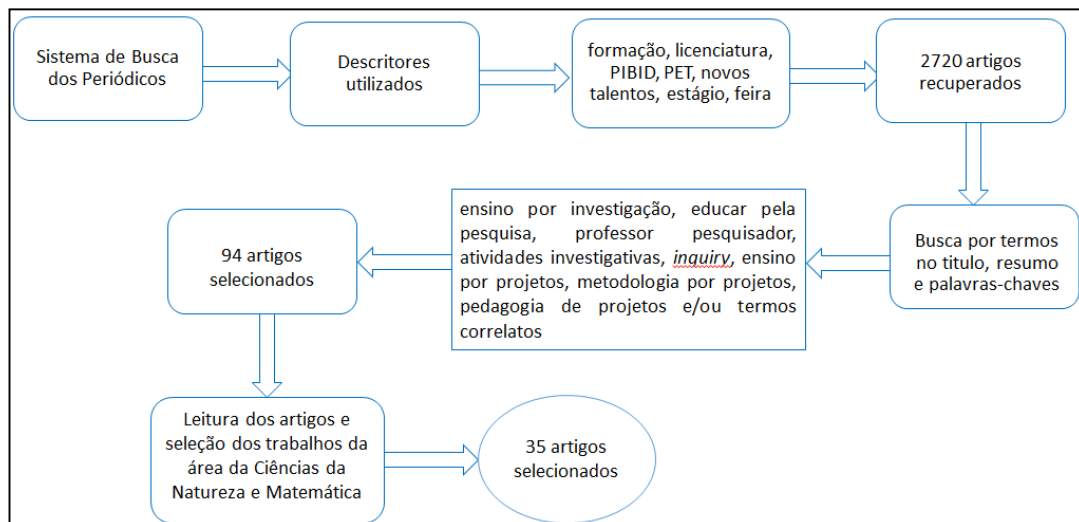 Sistema de Busca
dos Periódicos
Descritores
utilizados
formação, licenciatura,
PIBID, PET, novos
talentos, estágio, feira
2720 artigos
recuperados
Busca por termos
no titulo, resumo
e palavras-chaves
ensino por investigação, educar pela
pesquisa, professor pesquisador,
atividades investigativas, inquiry, ensino
por projetos, metodologia por projetos,
pedagogia de projetos e/ou termos
correlatos
94 artigos
selecionados
Leitura dos artigos e
seleção dos trabalhos da
área da Ciências da
Natureza e Matemática
35 artigos
selecionados